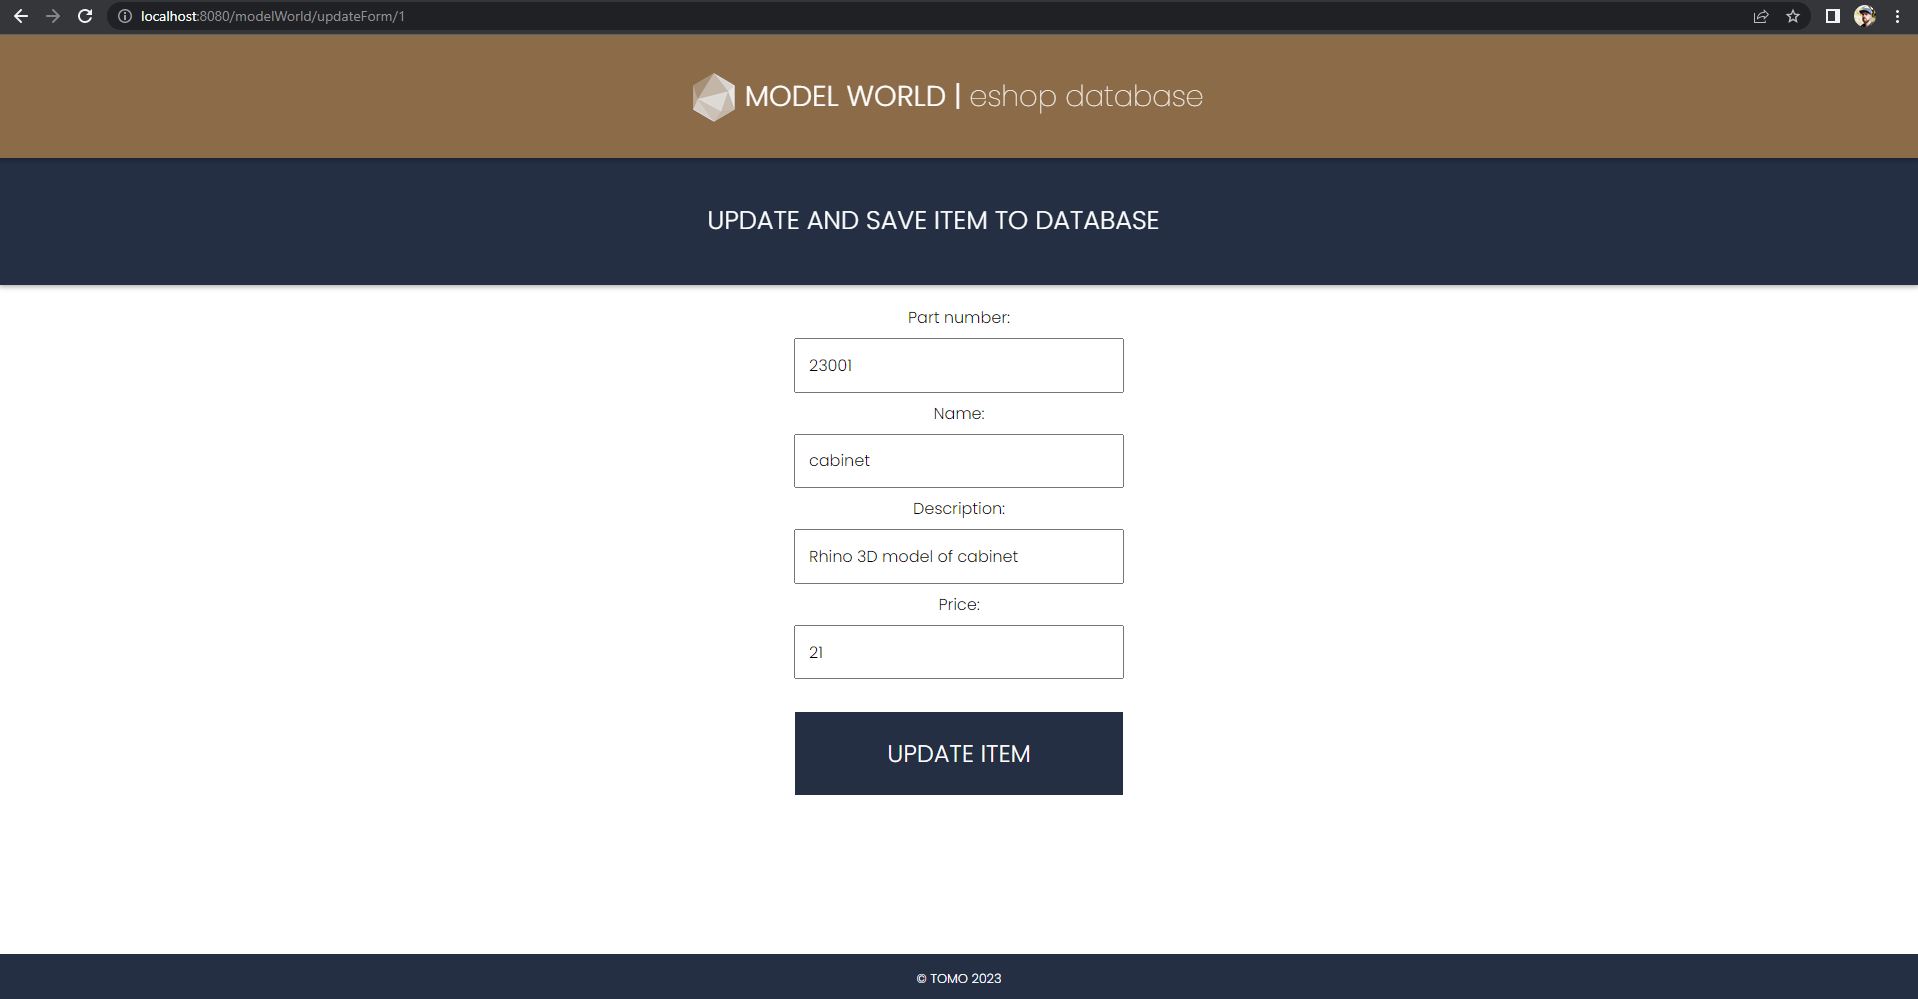 localhost:8080/modelWorld/updateForm/1
MODEL WORLD | eshop database
UPDATE AND SAVE ITEM TO DATABASE
Part number:
23001
Name:
cabinet
Description:
Rhino 3D model of cabinet
Price:
21
UPDATE ITEM
© TOMO 2023